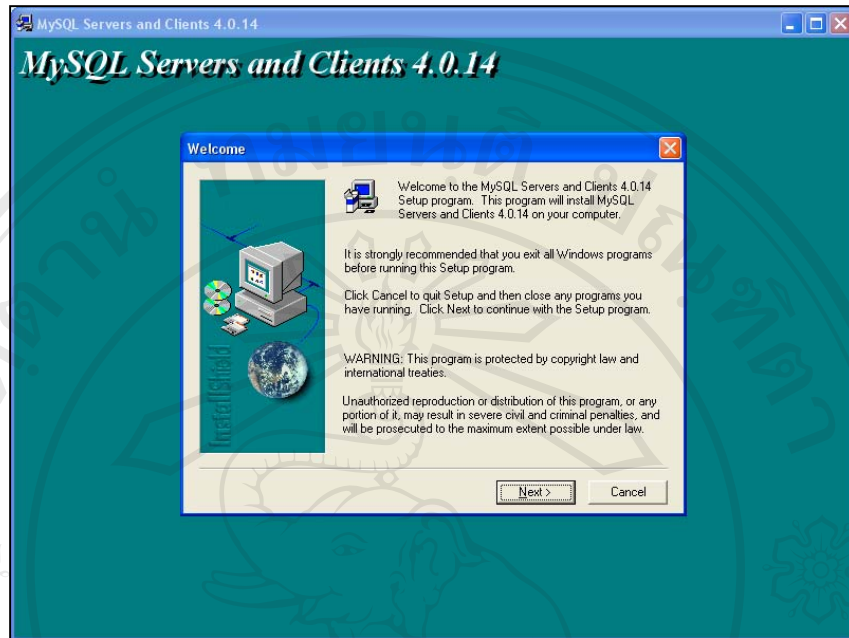 MySQL Servers and Clients 4.0.14
MySQL Servers and Clients 4.0.14
Welcome
Welcome to the MySQL Servers and Clients 4.0.14
Setup program. This program will install MySQL
Servers and Clients 4.0.14 on your computer.
It is strongly recommended that you exit all Windows programs
before running this Setup program.
Click Cancel to quit Setup and then close any programs you
have running. Click Next to continue with the Setup program.
WARNING: This program is protected by copyright law and
international treaties.
Unauthorized reproduction or distribution of this program, or any
portion of it, may result in severe civil and criminal penalties, and
will be prosecuted to the maximum extent possible under law.
InstallShield
Next >
Cancel